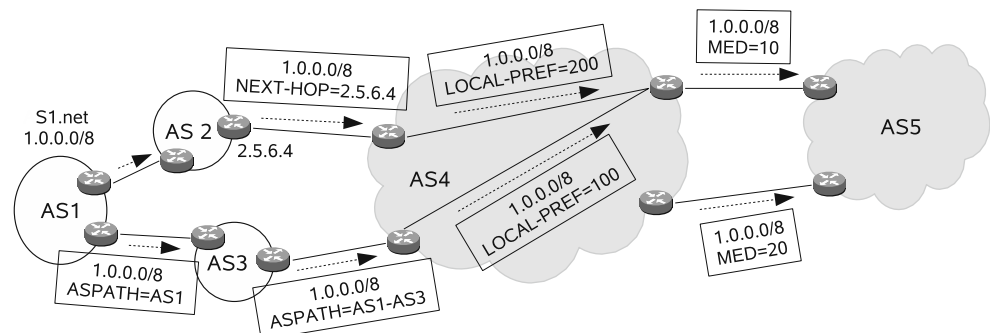 S1.net
1.0.0.0/8
AS1
AS 2
2.5.6.4
1.0.0.0/8
NEXT-HOP=2.5.6.4
1.0.0.0/8
LOCAL-PREF=200
1.0.0.0/8
MED=10
AS4
AS5
1.0.0.0/8
LOCAL-PREF=100
1.0.0.0/8
MED=20
AS3
1.0.0.0/8
ASPATH=AS1
1.0.0.0/8
ASPATH=AS1-AS3